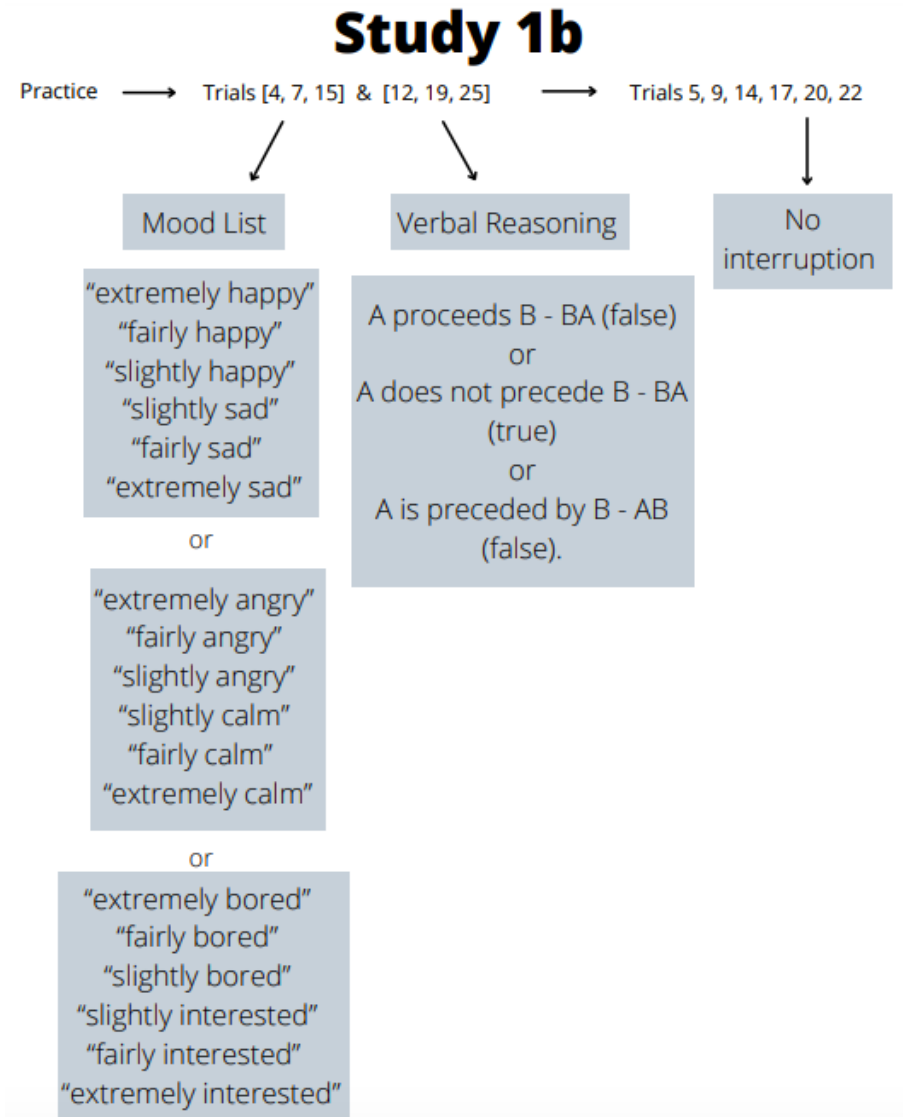 Study 1b
Practice → Trials [4, 7, 15] & [12, 19, 25] → Trials 5, 9, 14, 17, 20, 22
Mood List
“extremely happy”
“fairly happy”
“slightly happy”
“slightly sad”
“fairly sad”
“extremely sad”
or
“extremely angry”
“fairly angry”
“slightly angry”
“slightly calm”
“fairly calm”
“extremely calm”
or
“extremely bored”
“fairly bored”
“slightly bored”
“slightly interested”
“fairly interested”
“extremely interested”
Verbal Reasoning
A proceeds B - BA (false)
or
A does not precede B - BA
(true)
or
A is preceded by B - AB
(false).
No
interruption